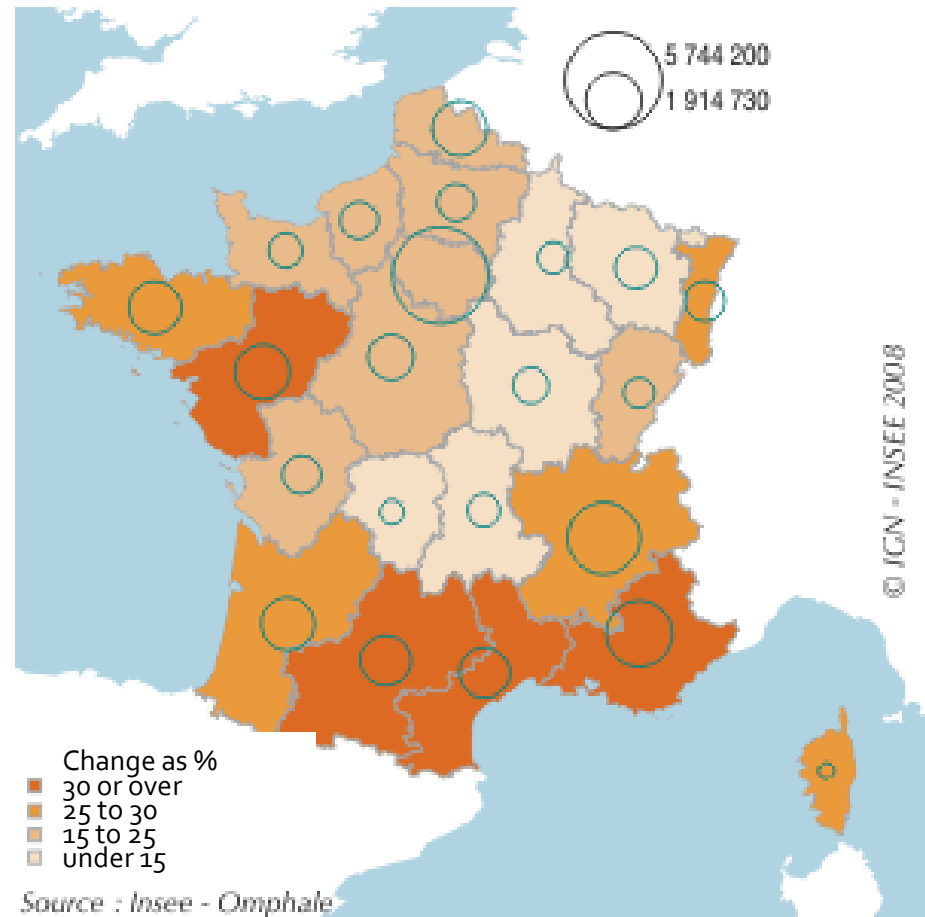 5 744 200
1 914 730
© IGN - INSEE 2008
Change as %
30 or over
25 to 30
15 to 25
under 15
Source : Insee - Omphale